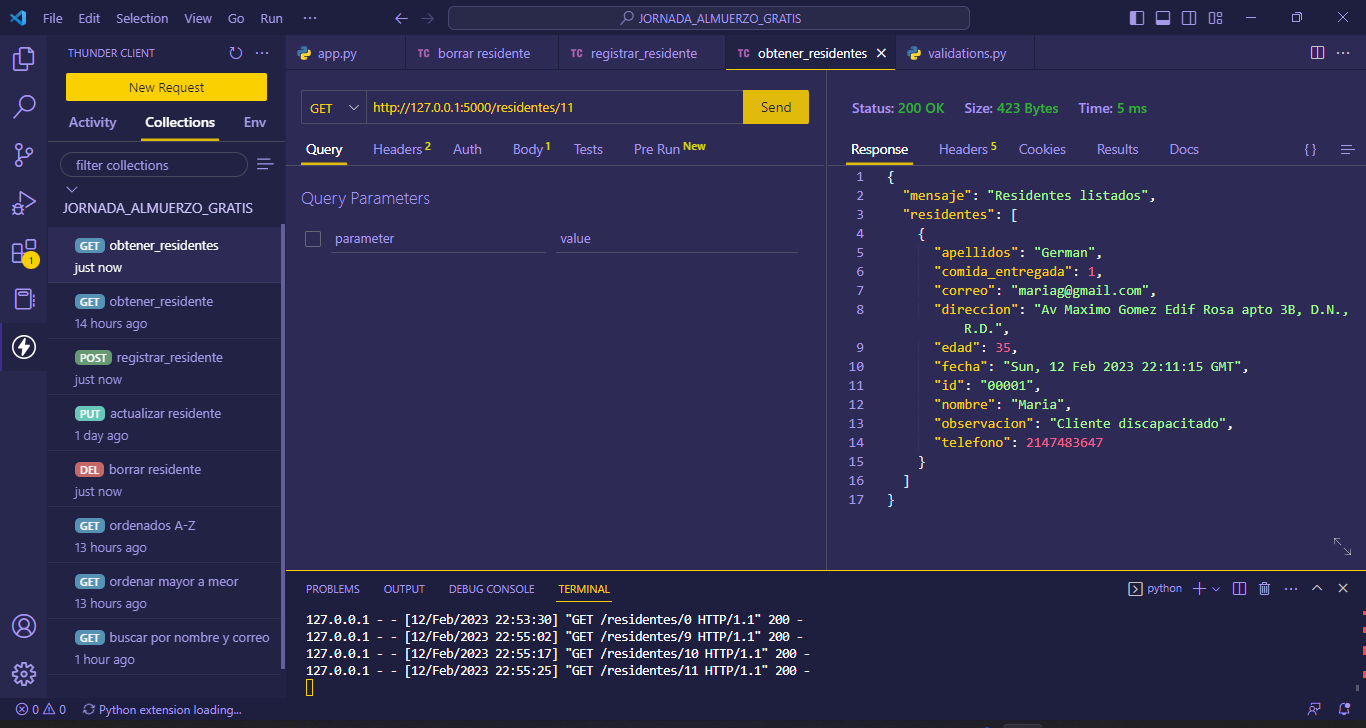 File Edit Selection View Go Run ··· JORNADA_ALMUERZO_GRATIS
THUNDER CLIENT
New Request
Activity Collections Env
filter collections
JORNADA_ALMUERZO_GRATIS
GET obtener_residentes
just now
GET obtener_residente
14 hours ago
POST registrar_residente
just now
PUT actualizar residente
1 day ago
DEL borrar residente
just now
GET ordenados A-Z
13 hours ago
GET ordenar mayor a meor
13 hours ago
GET buscar por nombre y correo
1 hour ago
1
app.py TC borrar residente TC registrar_residente TC obtener_residentes validations.py
GET http://127.0.0.1:5000/residentes/11 Send
Query Headers 2 Auth Body 1 Tests Pre Run New
Query Parameters
parameter value
Status: 200 OK Size: 423 Bytes Time: 5 ms
Response Headers 5 Cookies Results Docs {}
1 {
2 "mensaje": "Residentes listados",
3 "residentes": [
4 {
5 "apellidos": "German",
6 "comida_entregada": 1,
7 "correo": "mariag@gmail.com",
8 "direccion": "Av Maximo Gomez Edif Rosa apto 3B, D.N.,
R.D.",
9 "edad": 35,
10 "fecha": "Sun, 12 Feb 2023 22:11:15 GMT",
11 "id": "00001",
12 "nombre": "Maria",
13 "observacion": "Cliente discapacitado",
14 "telefono": 2147483647
15 }
16 ]
17 }
PROBLEMS OUTPUT DEBUG CONSOLE TERMINAL python
127.0.0.1 - - [12/Feb/2023 22:53:30] "GET /residentes/0 HTTP/1.1" 200 -
127.0.0.1 - - [12/Feb/2023 22:55:02] "GET /residentes/9 HTTP/1.1" 200 -
127.0.0.1 - - [12/Feb/2023 22:55:17] "GET /residentes/10 HTTP/1.1" 200 -
127.0.0.1 - - [12/Feb/2023 22:55:25] "GET /residentes/11 HTTP/1.1" 200 -
0 0 Python extension loading...